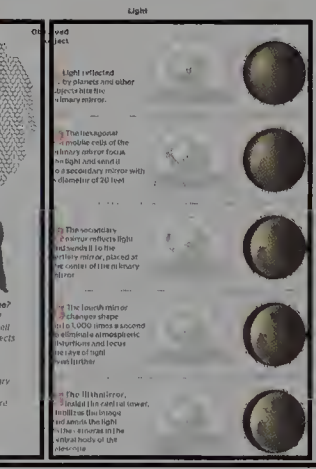 Light
Observed
object
Light reflected
by planets and other
objects hits the
primary mirror.
The hexagonal
mobile cells of the
primary mirror focus
the light and send it
to a secondary mirror with
a diameter of 20 feet
The secondary
mirror reflects light
and sends it to the
tertiary mirror, placed at
the center of the primary
mirror
The fourth mirror
changes shape
1,000 times a second
to eliminate atmospheric
distortions and focus
the rays of light
even further
The fifth mirror,
inside the central tower,
stabilizes the image
and sends the light
to the cameras in the
central body of the
telescope